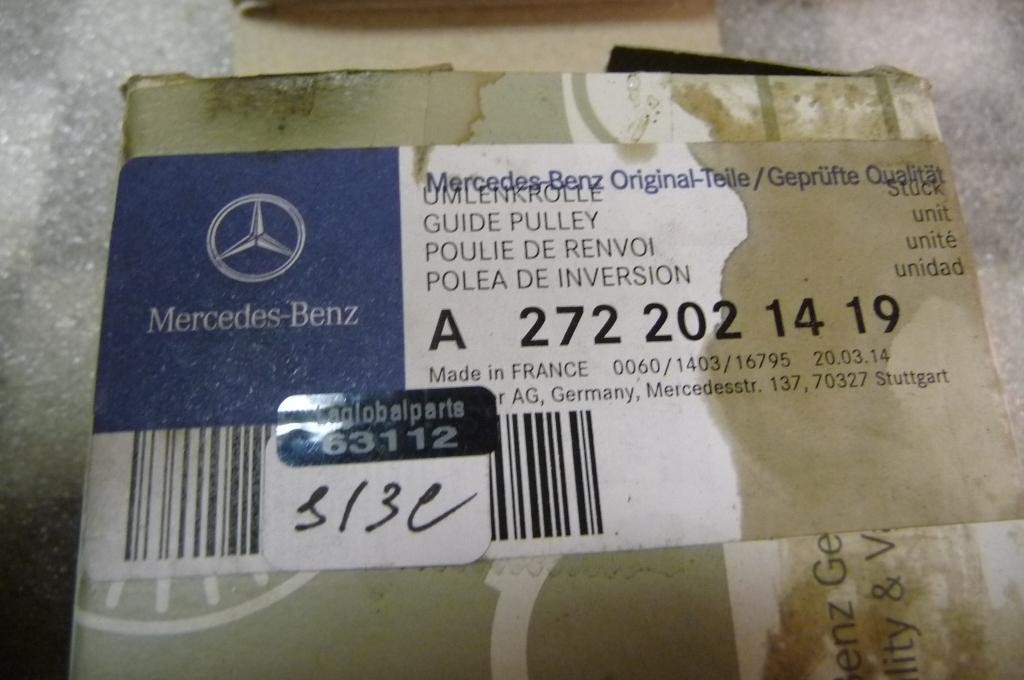 Mercedes-Benz Original-Teile/Geprüfte Qualität
UMLENKROLLE Stück
GUIDE PULLEY unit
POULIE DE RENVOI unité
POLEA DE INVERSION unidad
Mercedes-Benz
A 272 202 14 19
Made in FRANCE 0060/1403/16795 20.03.14
AG, Germany, Mercedesstr. 137, 70327 Stuttgart
globalparts
63112
Benz
&